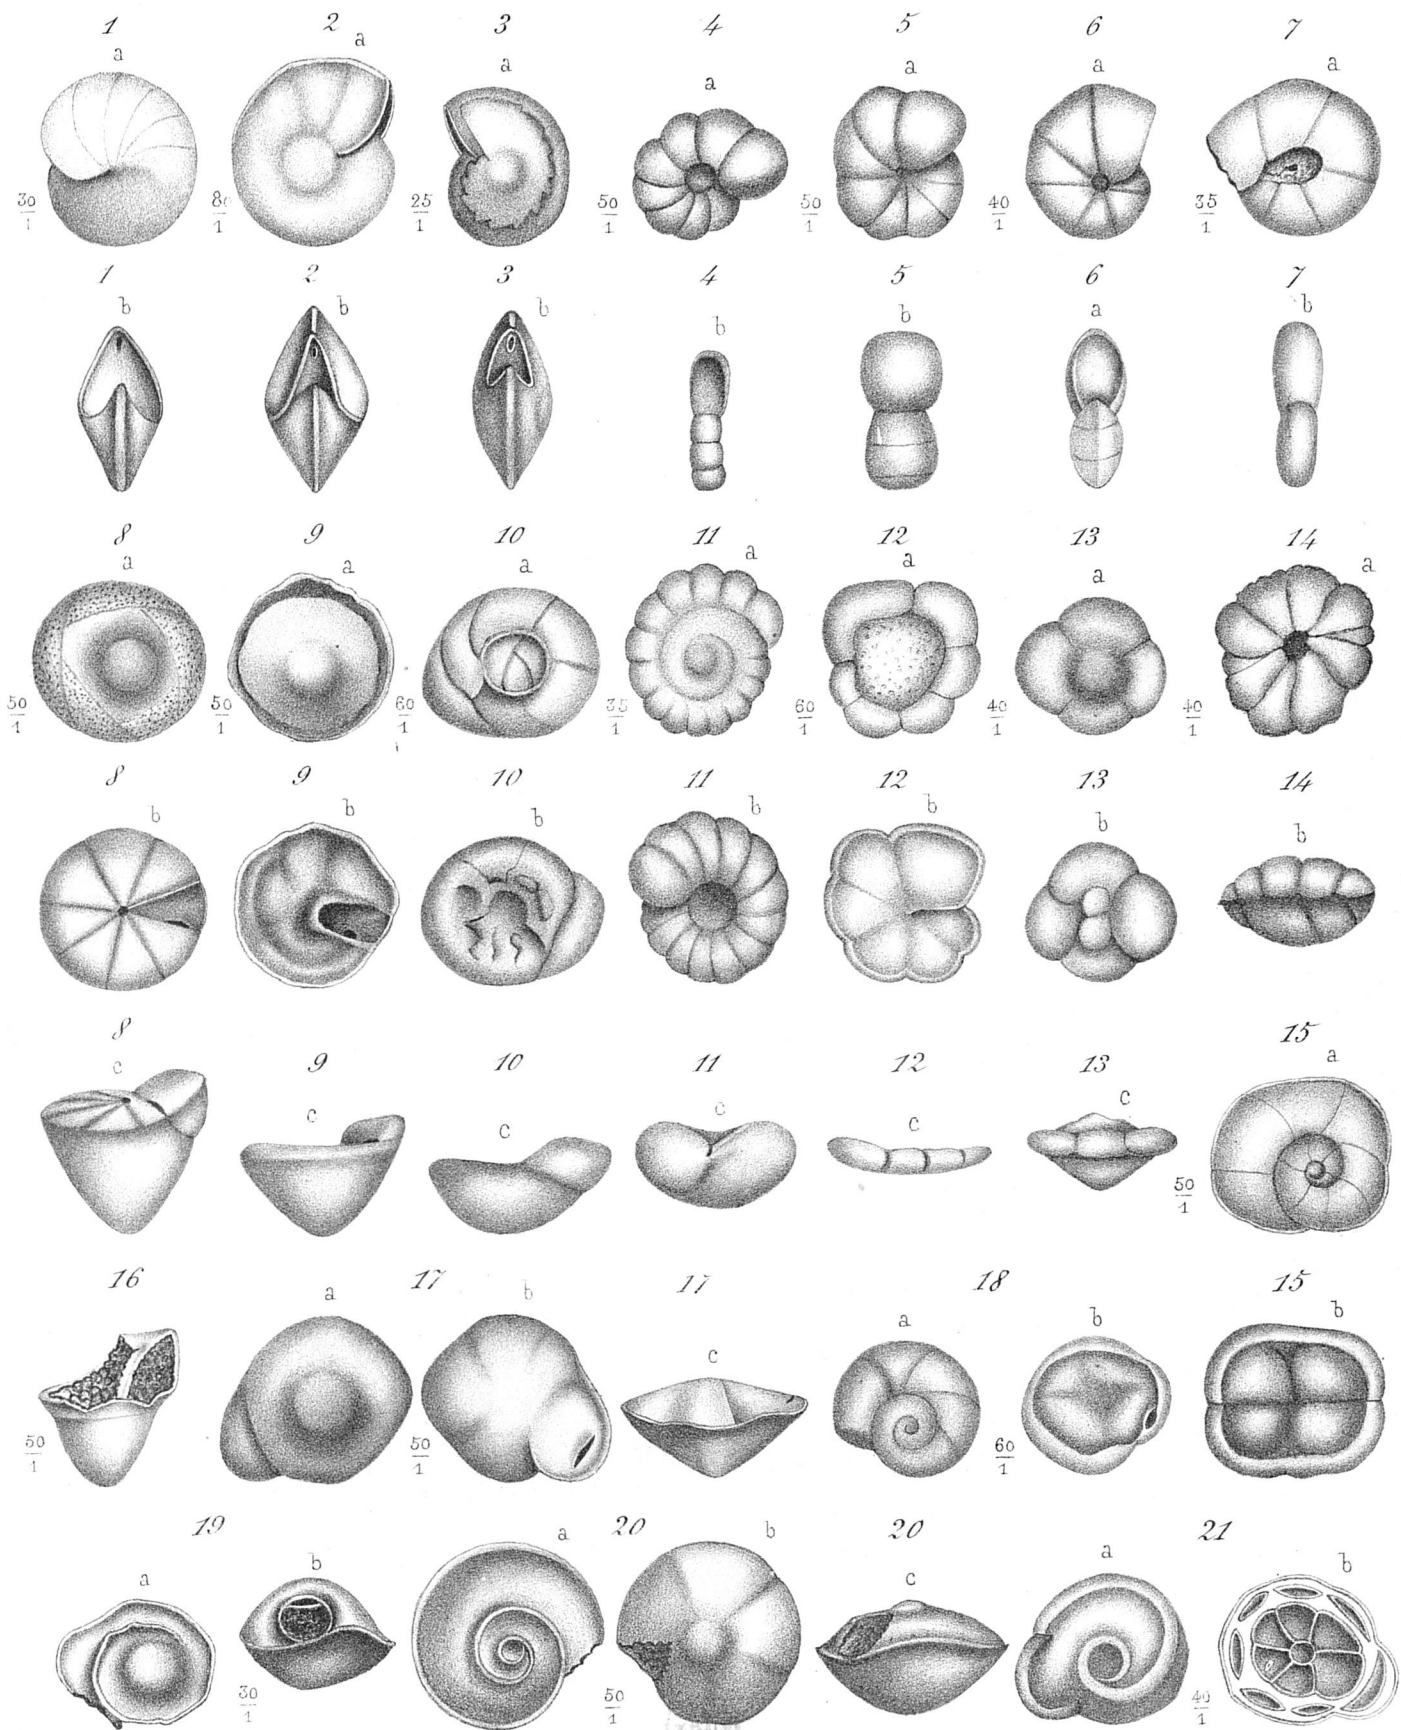 1 2 3 4 5 6 7
a a a a a a a
30/1 80/1 25/1 50/1 50/1 40/1 35/1
1 2 3 4 5 6 7
b b b b b a b
8 9 10 11 12 13 14
a a a a a a a
50/1 50/1 60/1 35/1 60/1 40/1 40/1
8 9 10 11 12 13 14
b b b b b b b
8 9 10 11 12 13 15
c c c c c c a
50/1
16 17 17 18 15
a b c a b b
50/1 50/1 60/1
19 20 20 21
a b a b c a b
30/1 50/1 40/1